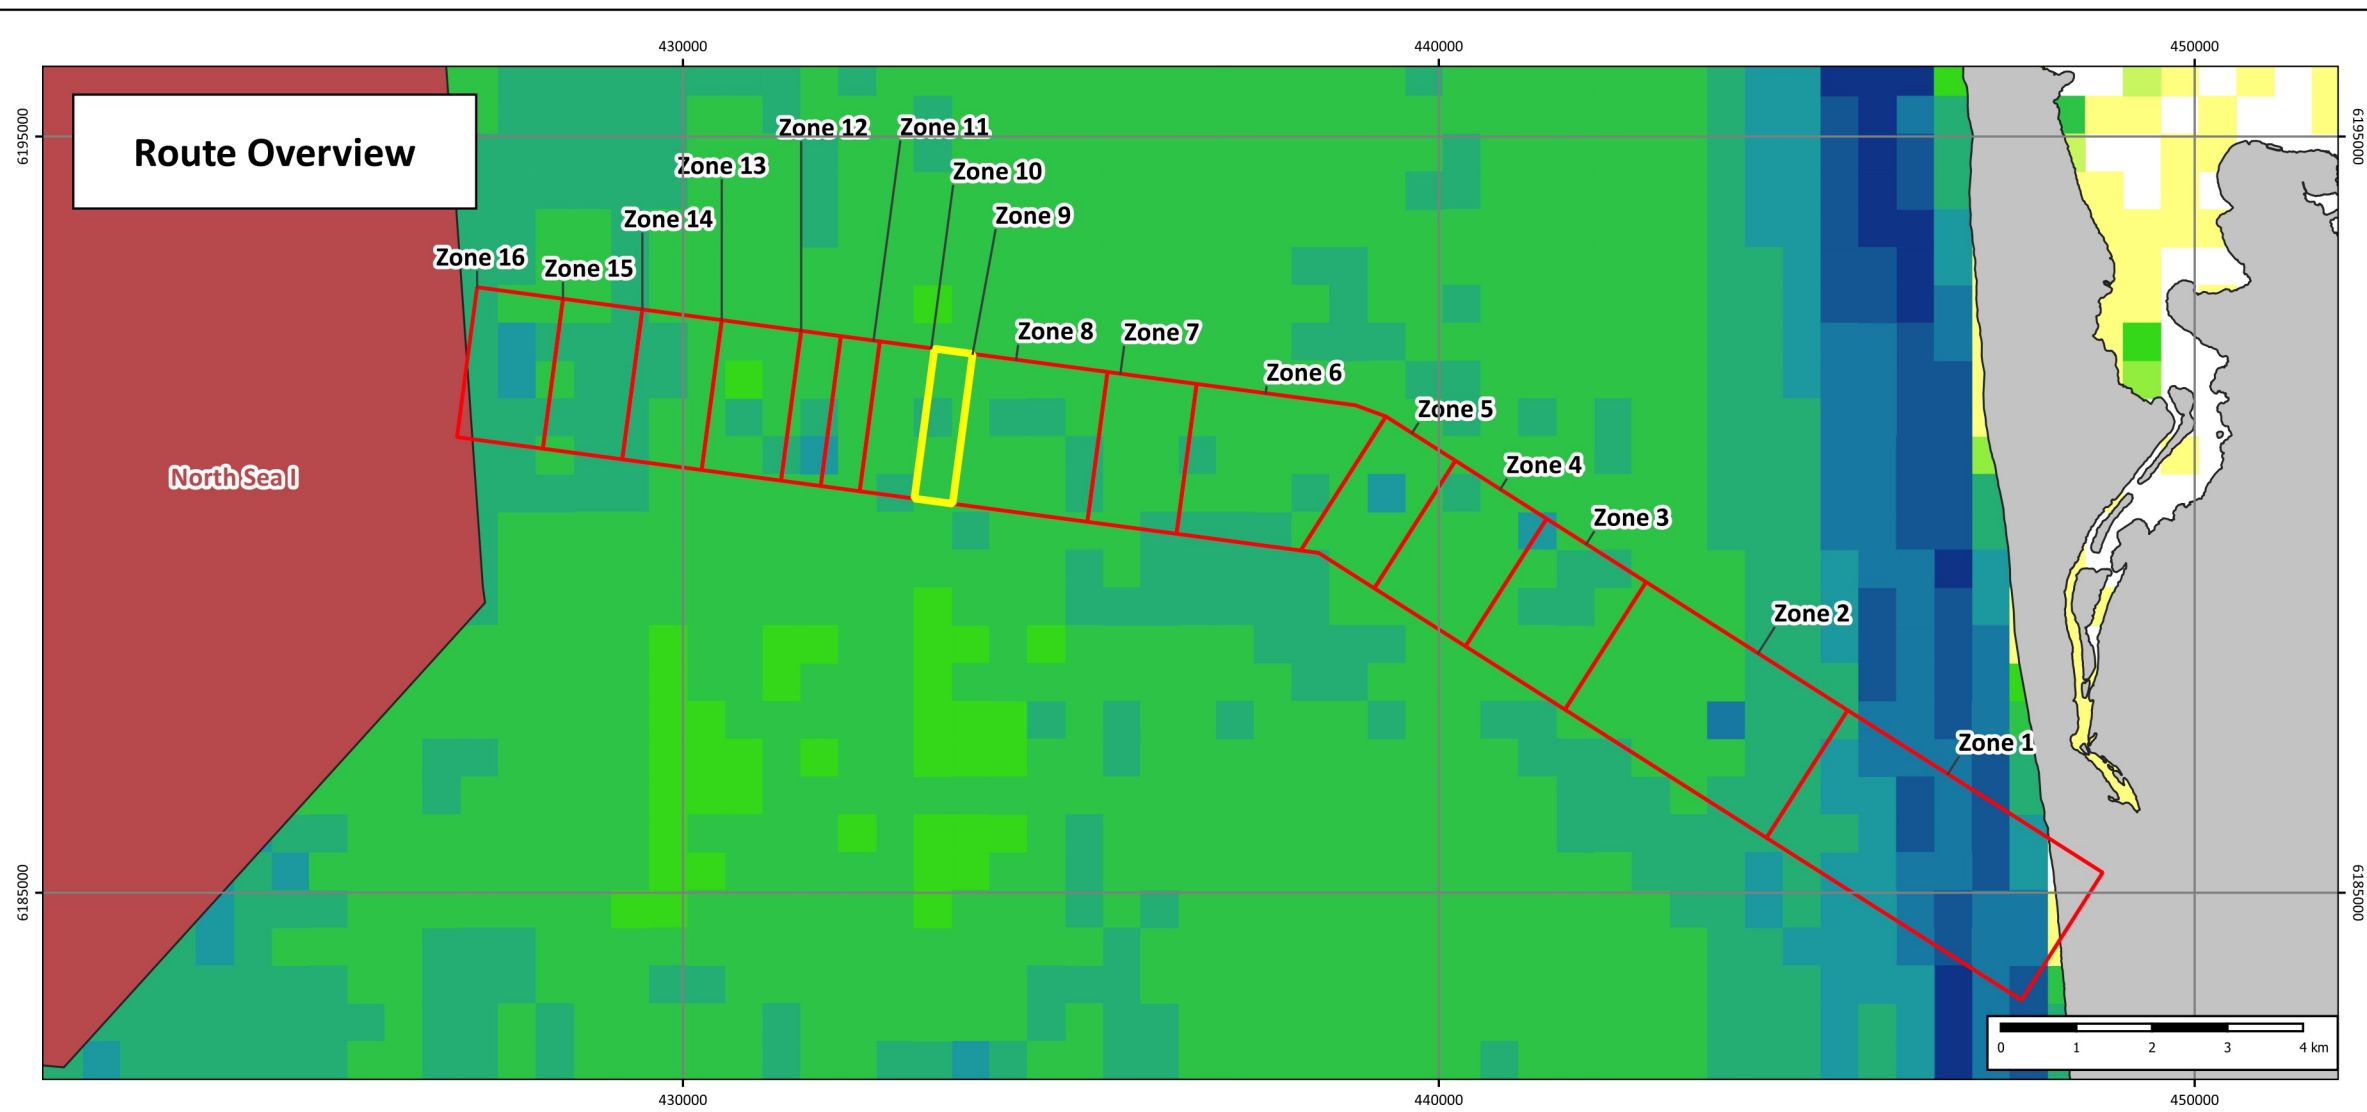 430000 440000 450000
Route Overview
6195000
6195000
Zone 12
Zone 11
Zone 13
Zone 10
Zone 14
Zone 9
Zone 16
Zone 15
Zone 8
Zone 7
Zone 6
Zone 5
Zone 4
North Sea I
Zone 3
Zone 2
Zone 1
6185000
6185000
0 1 2 3 4 km
430000 440000 450000